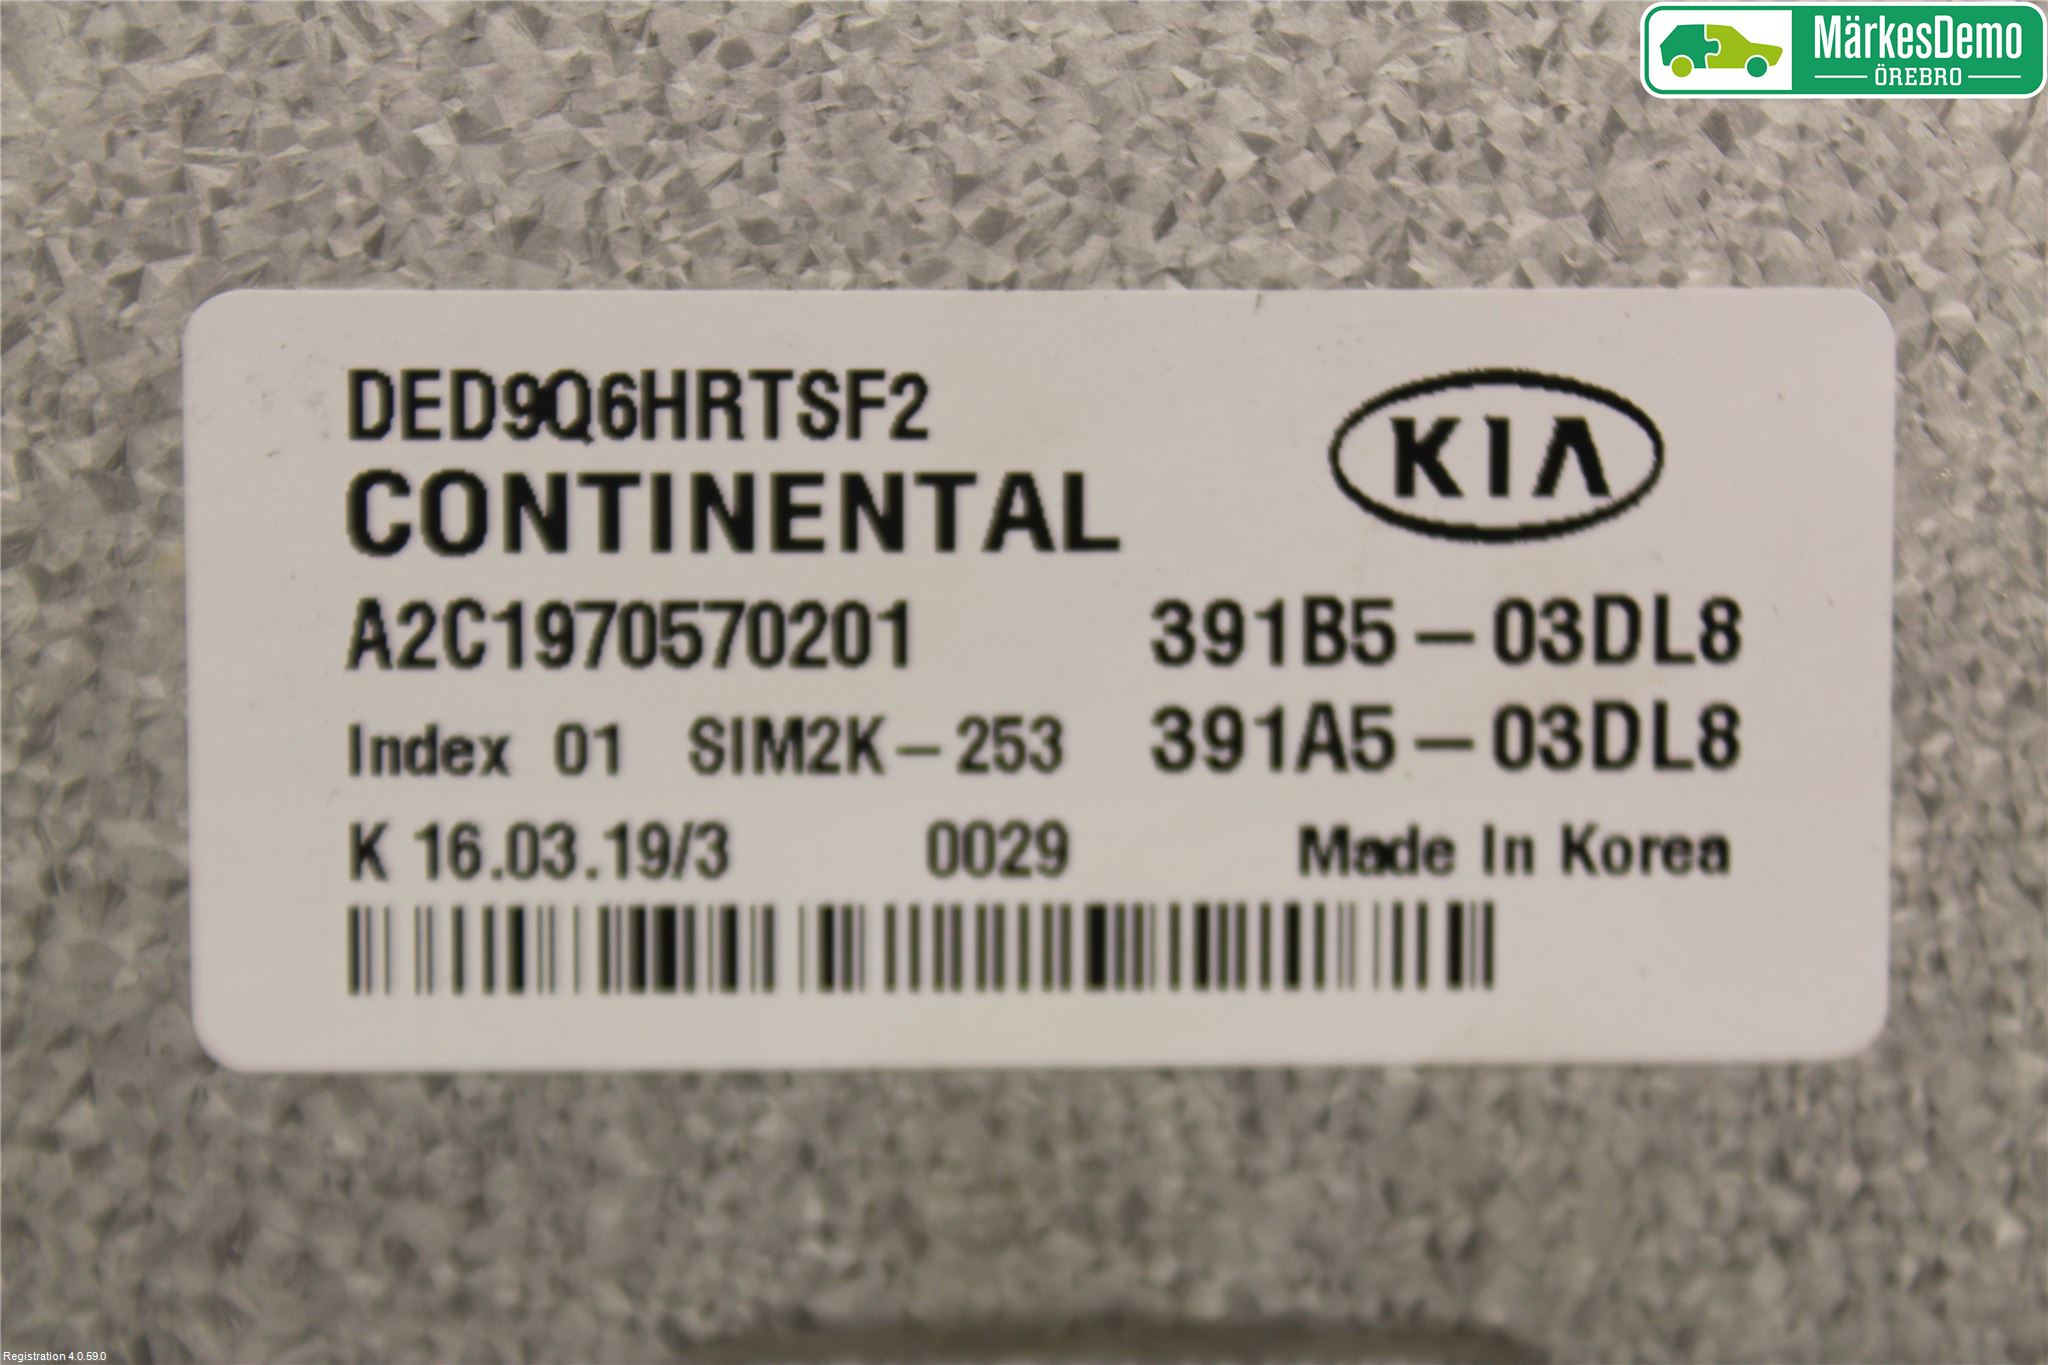 MärkesDemo
ÖREBRO
DED9Q6HRTSF2
KIA
CONTINENTAL
A2C1970570201 391B5-03DL8
Index 01 SIM2K-253 391A5-03DL8
K 16.03.19/3 0029 Made In Korea
Registration 4.0.59.0